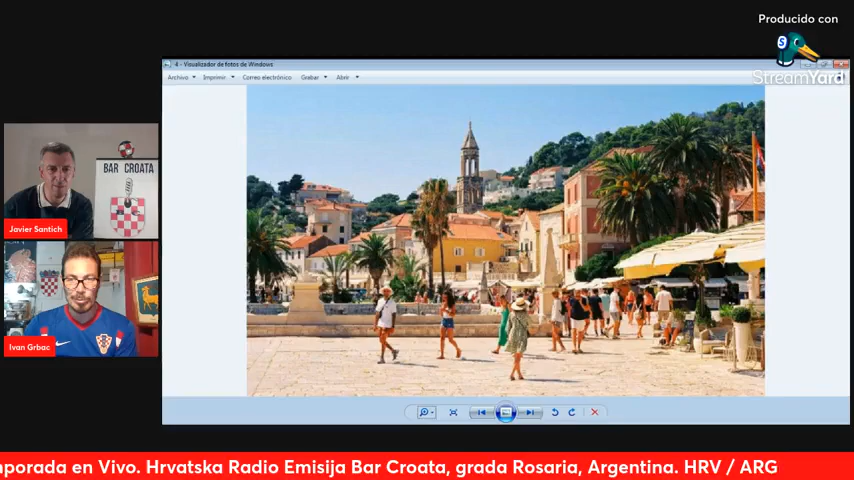 Producido con
StreamYard
4 - Visualizador de fotos de Windows
Archivo Imprimir Correo electrónico Grabar Abrir
BAR CROATA
Javier Santich
Ivan Grbac
mporada en Vivo. Hrvatska Radio Emisija Bar Croata, grada Rosaria, Argentina. HRV / ARG